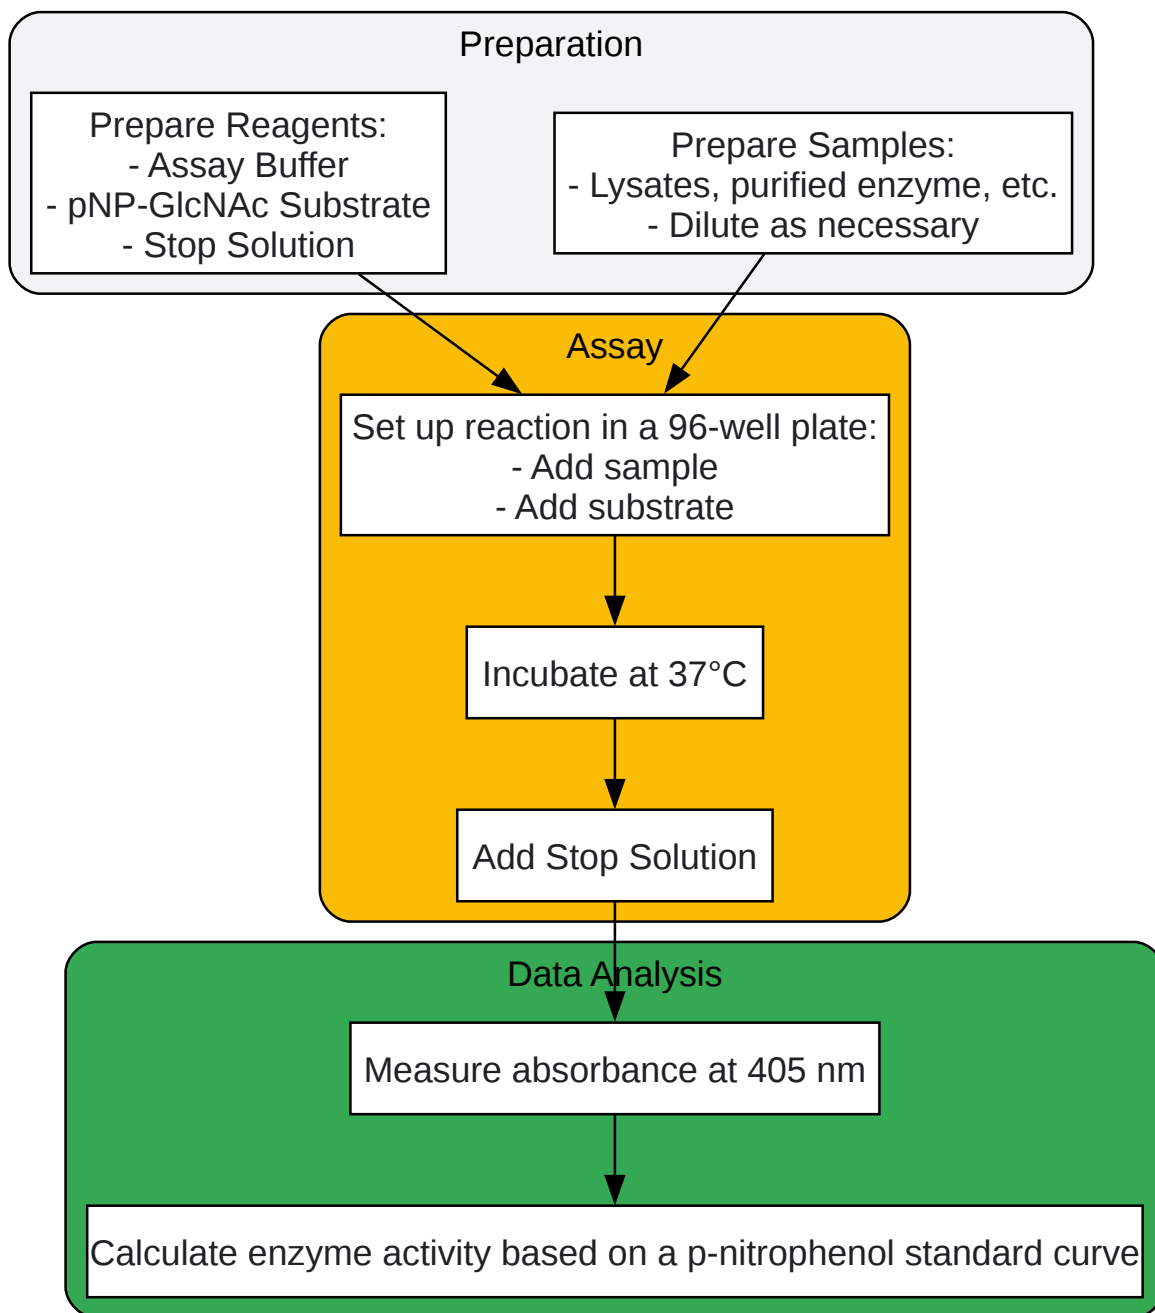 Preparation
Prepare Reagents:
- Assay Buffer
- pNP-GlcNAc Substrate
- Stop Solution
Prepare Samples:
- Lysates, purified enzyme, etc.
- Dilute as necessary
Assay
Set up reaction in a 96-well plate:
- Add sample
- Add substrate
Incubate at 37°C
Add Stop Solution
Data Analysis
Measure absorbance at 405 nm
Calculate enzyme activity based on a p-nitrophenol standard curve